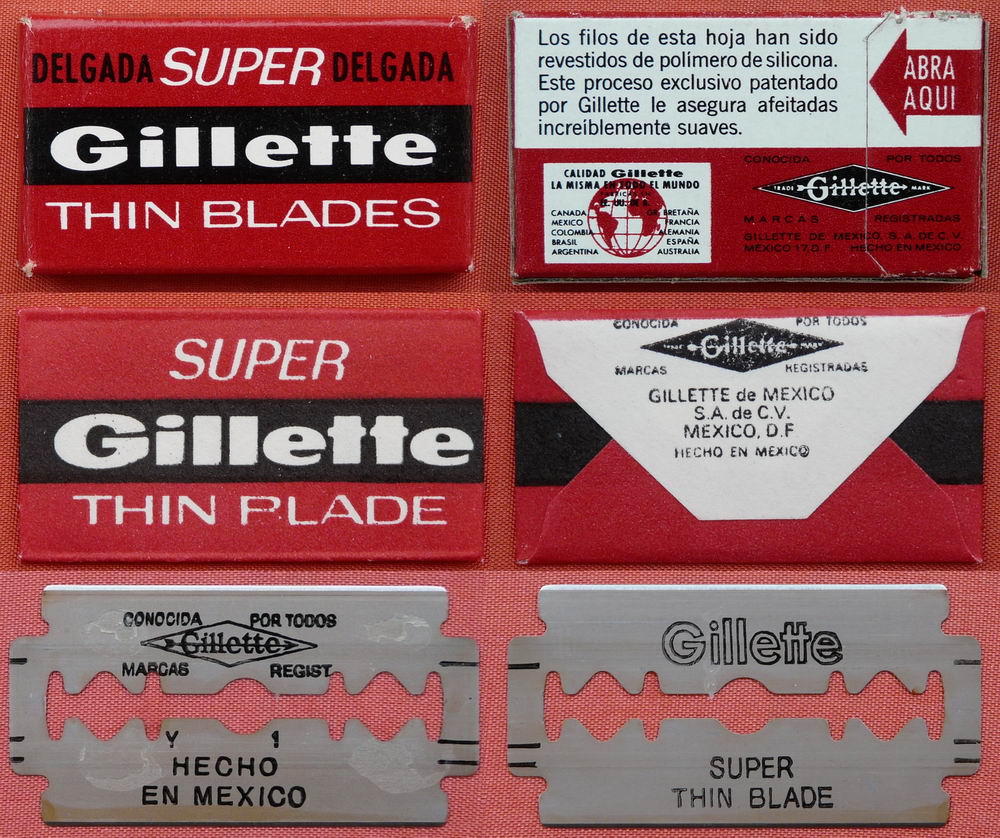 DELGADA SUPER DELGADA
Gillette
THIN BLADES
Los filos de esta hoja han sido
revestidos de polímero de silicona.
Este proceso exclusivo patentado
por Gillette le asegura afeitadas
increíblemente suaves.
ABRA
AQUI
CALIDAD Gillette
LA MISMA EN TODO EL MUNDO
EE. UU. DE A.
CANADA
MEXICO
COLOMBIA
BRASIL
ARGENTINA
GR. BRETAÑA
FRANCIA
ALEMANIA
ESPAÑA
AUSTRALIA
CONOCIDA POR TODOS
TRADE Gillette MARK
MARCAS REGISTRADAS
GILLETTE DE MEXICO, S. A. DE C. V.
MEXICO 17, D. F. HECHO EN MEXICO
SUPER
Gillette
THIN BLADE
CONOCIDA POR TODOS
Gillette
MARCAS REGISTRADAS
GILLETTE de MEXICO
S.A. de C.V.
MEXICO, D.F
HECHO EN MEXICO
CONOCIDA POR TODOS
Gillette
MARCAS REGIST
Y 1
HECHO
EN MEXICO
Gillette
SUPER
THIN BLADE